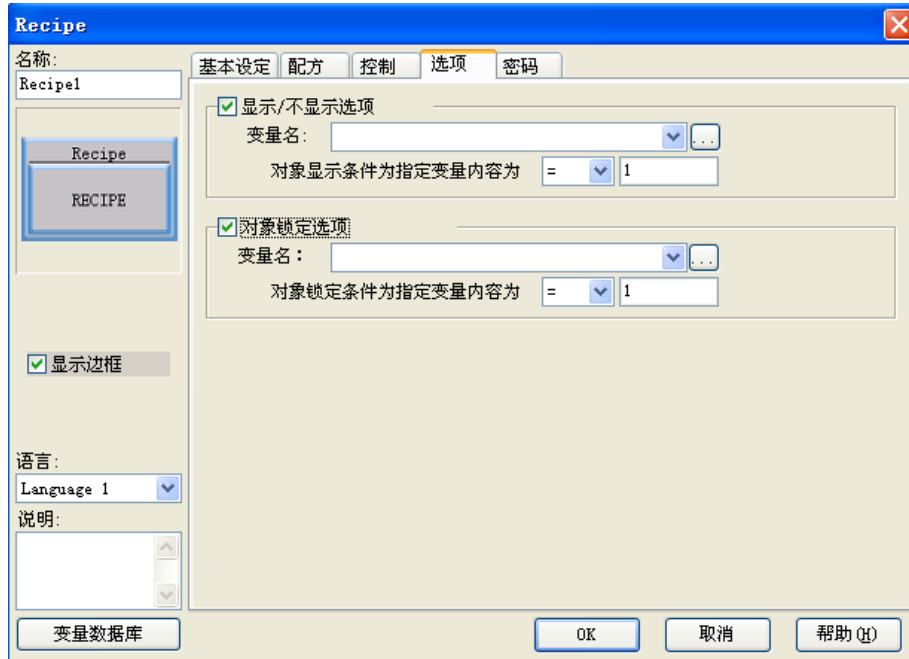 Recipe
名称:
Recipe1
Recipe
RECIPE
显示边框
语言:
Language 1
说明:
变量数据库
基本设定 配方 控制 选项 密码
显示/不显示选项
变量名: ...
对象显示条件为指定变量内容为 = 1
对象锁定选项
变量名： ...
对象锁定条件为指定变量内容为 = 1
OK 取消 帮助(H)